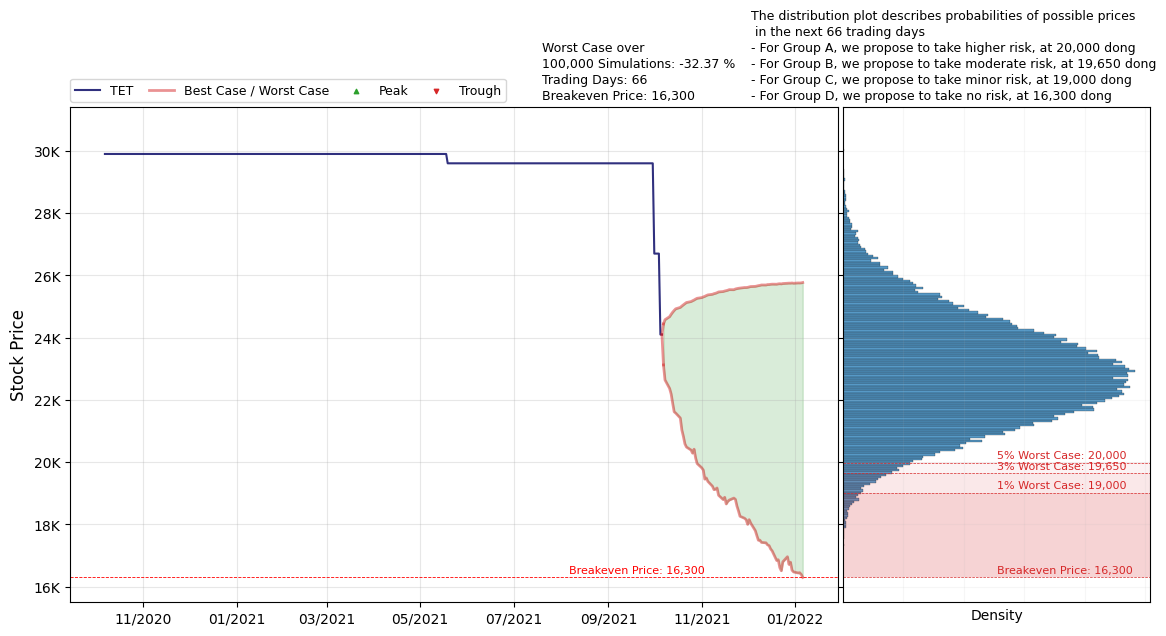 The distribution plot describes probabilities of possible prices
in the next 66 trading days
- For Group A, we propose to take higher risk, at 20,000 dong
- For Group B, we propose to take moderate risk, at 19,650 dong
- For Group C, we propose to take minor risk, at 19,000 dong
- For Group D, we propose to take no risk, at 16,300 dong
Worst Case over
100,000 Simulations: -32.37 %
Trading Days: 66
Breakeven Price: 16,300
TET Best Case / Worst Case Peak Trough
Stock Price
30K
28K
26K
24K
22K
20K
18K
16K
Breakeven Price: 16,300
11/2020 01/2021 03/2021 05/2021 07/2021 09/2021 11/2021 01/2022
5% Worst Case: 20,000
3% Worst Case: 19,650
1% Worst Case: 19,000
Breakeven Price: 16,300
Density